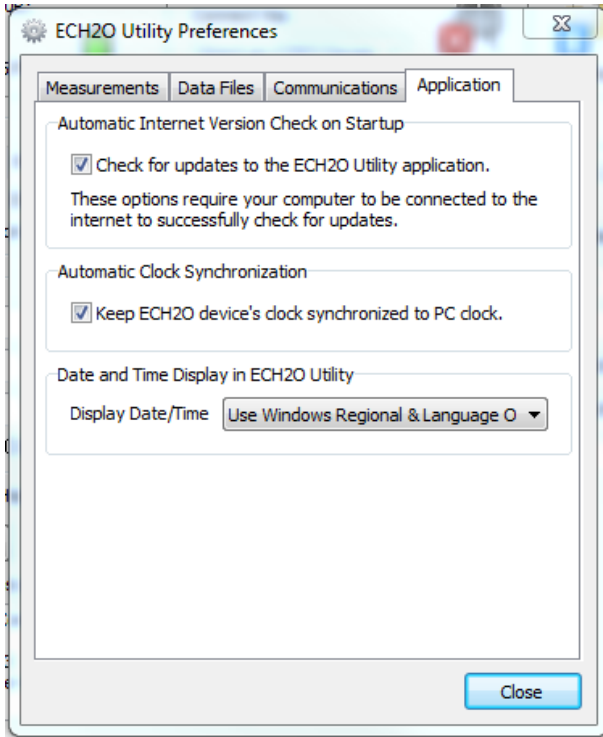 ECH2O Utility Preferences
Measurements Data Files Communications Application
Automatic Internet Version Check on Startup
Check for updates to the ECH2O Utility application.
These options require your computer to be connected to the
internet to successfully check for updates.
Automatic Clock Synchronization
Keep ECH2O device's clock synchronized to PC clock.
Date and Time Display in ECH2O Utility
Display Date/Time Use Windows Regional & Language O
Close